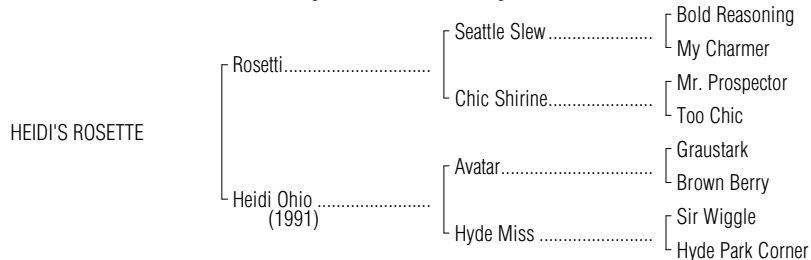 Bold Reasoning
Seattle Slew..........................
My Charmer
Rosetti..............................
Mr. Prospector
Chic Shirine..........................
Too Chic
HEIDI'S ROSETTE
Graustark
Avatar...................................
Brown Berry
Heidi Ohio .......................
(1991)
Sir Wiggle
Hyde Miss ...........................
Hyde Park Corner